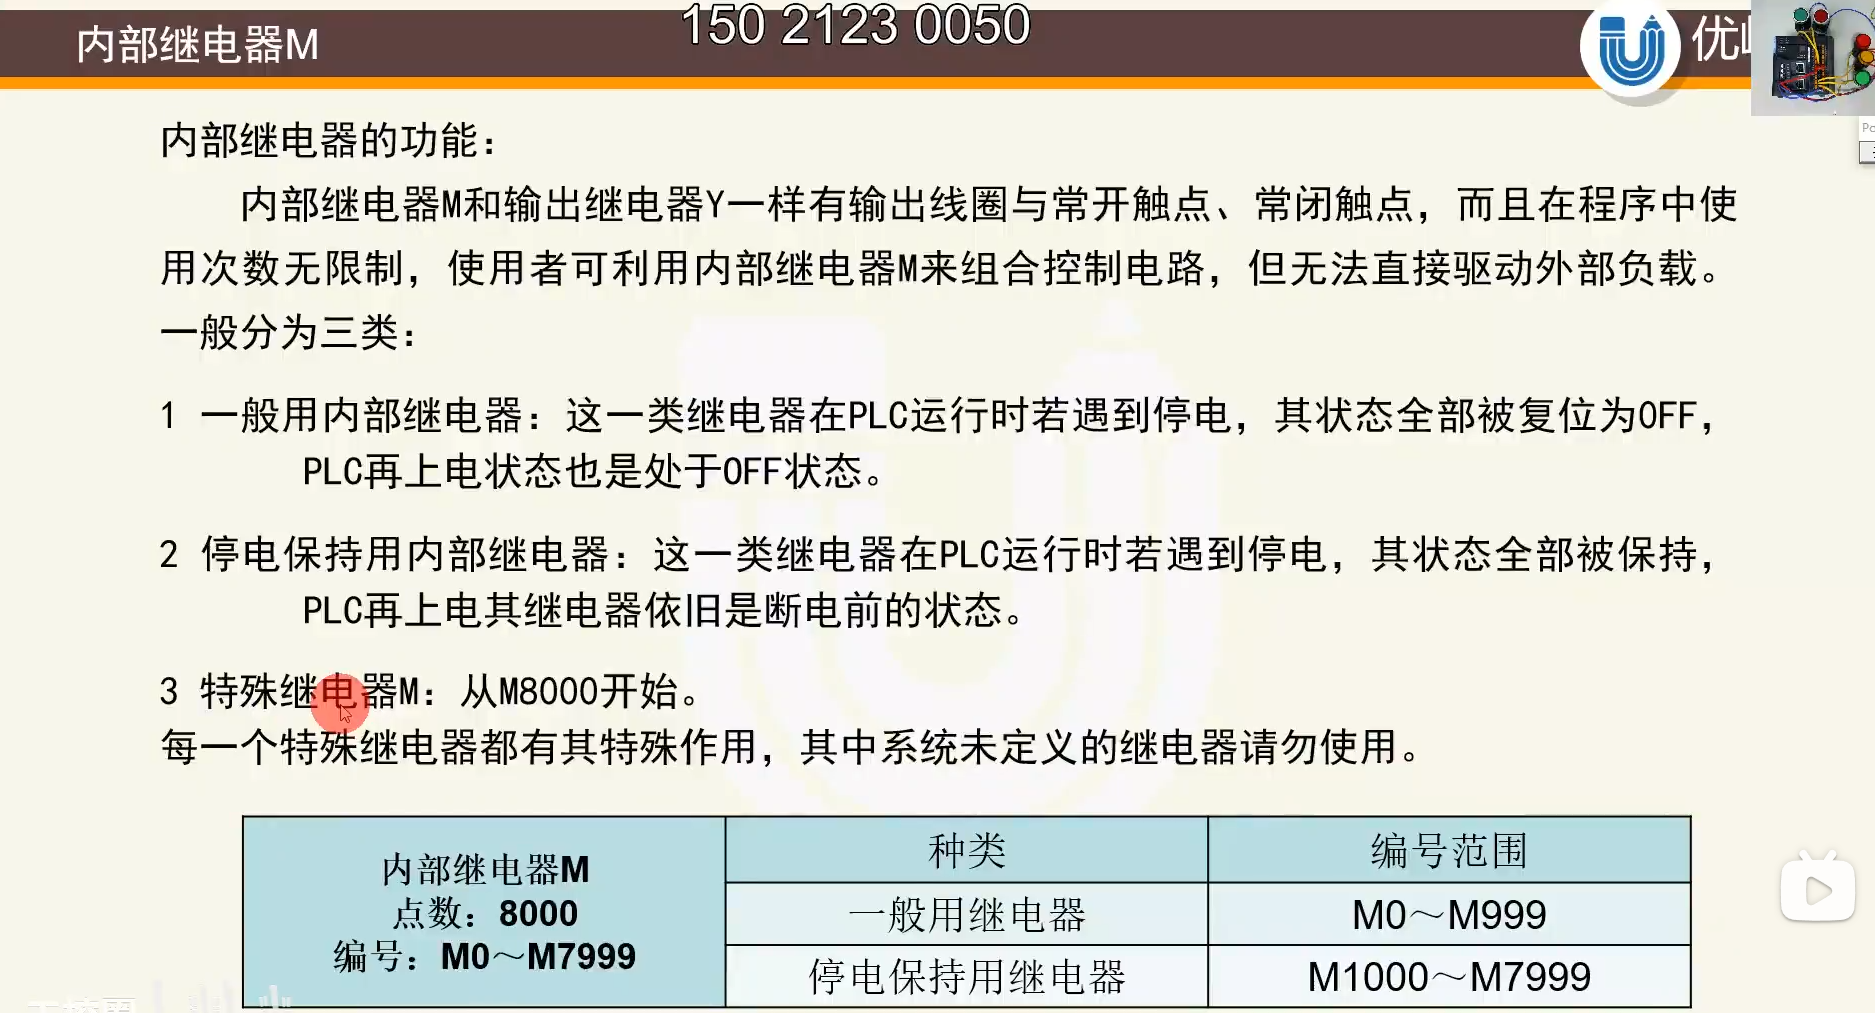 150 2123 0050
内部继电器M
优
内部继电器的功能：
内部继电器M和输出继电器Y一样有输出线圈与常开触点、常闭触点，而且在程序中使
用次数无限制，使用者可利用内部继电器M来组合控制电路，但无法直接驱动外部负载。
一般分为三类：
1 一般用内部继电器：这一类继电器在PLC运行时若遇到停电，其状态全部被复位为OFF，
PLC再上电状态也是处于OFF状态。
2 停电保持用内部继电器：这一类继电器在PLC运行时若遇到停电，其状态全部被保持，
PLC再上电其继电器依旧是断电前的状态。
3 特殊继电器M：从M8000开始。
每一个特殊继电器都有其特殊作用，其中系统未定义的继电器请勿使用。
内部继电器M
点数：8000
编号：M0～M7999
种类
编号范围
一般用继电器
M0～M999
停电保持用继电器
M1000～M7999